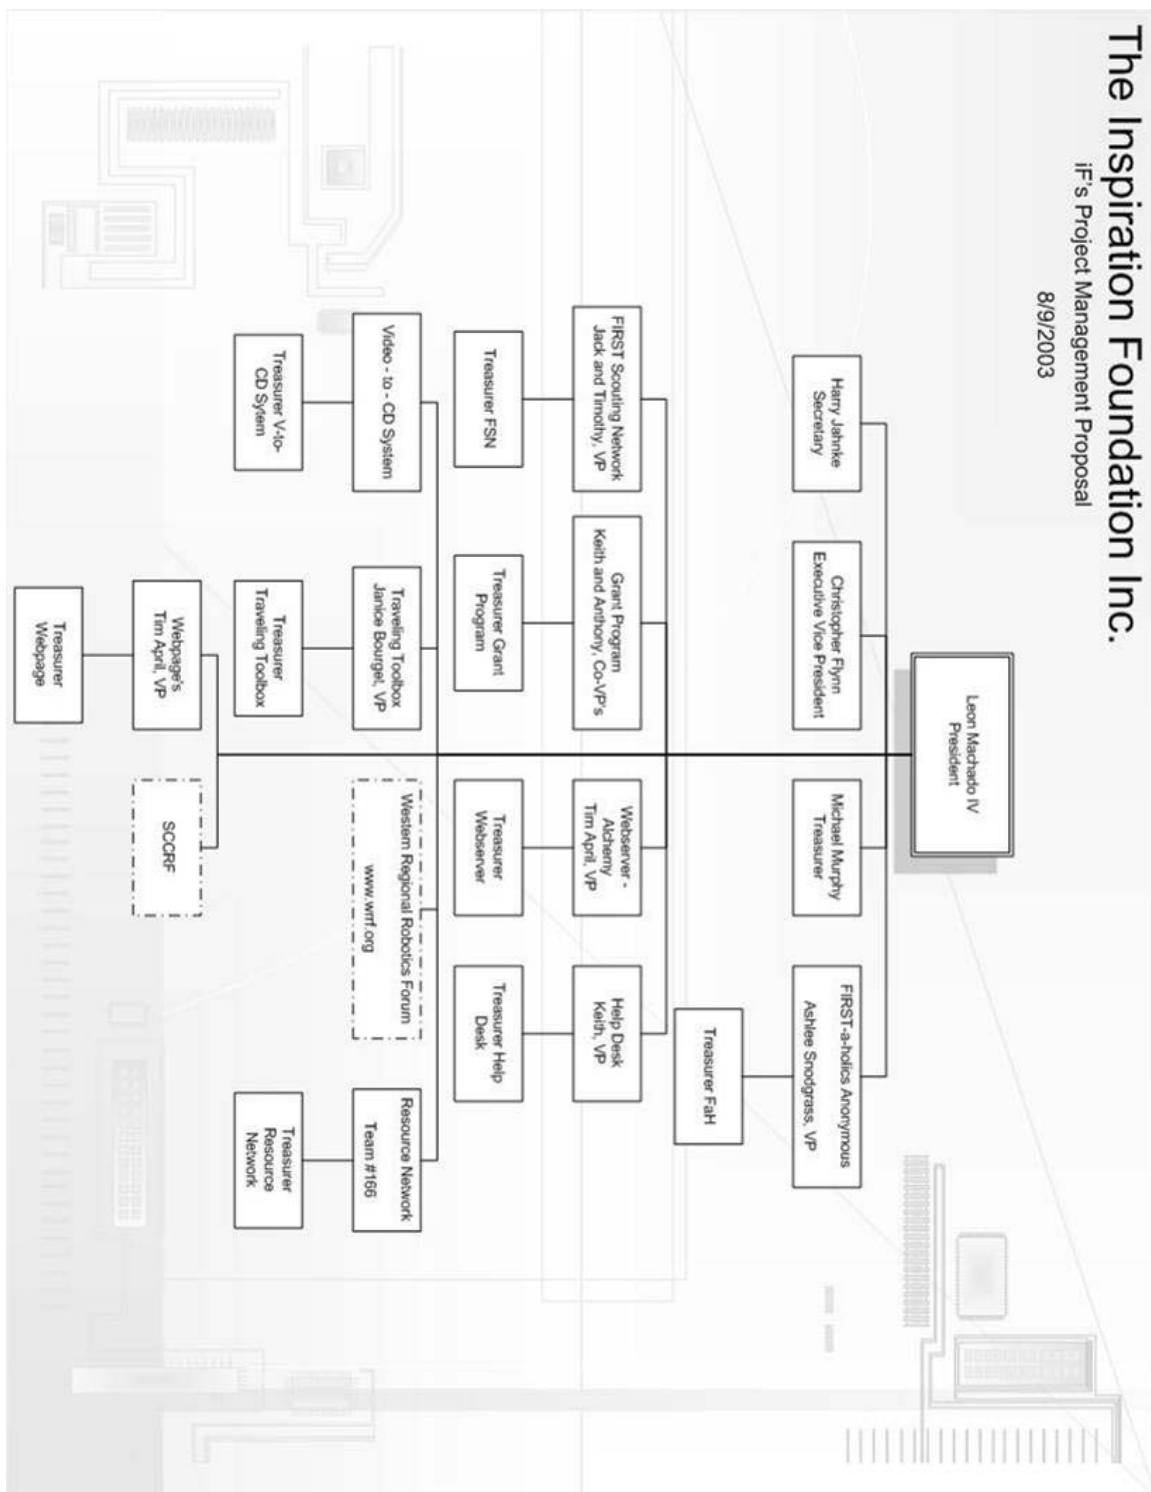 The Inspiration Foundation Inc.
iF's Project Management Proposal
8/9/2003
Leon Machado IV
President
Harry Jahnke
Secretary
Christopher Flynn
Executive Vice President
Michael Murphy
Treasurer
FIRST-a-holics Anonymous
Ashlee Snodgrass, VP
Treasurer FaH
FIRST Scouting Network
Jack and Timothy, VP
Grant Program
Keith and Anthony, Co-VP's
Webserver -
Alchemy
Tim April, VP
Help Desk
Keith, VP
Treasurer FSN
Treasurer Grant
Program
Treasurer
Webserver
Treasurer Help
Desk
Video - to - CD System
Traveling Toolbox
Janice Bourget, VP
Western Regional Robotics Forum
www.wrrf.org
Resource Network
Team #166
Treasurer V-to-
CD Sytem
Treasurer
Traveling Toolbox
Treasurer
Resource
Network
Webpage's
Tim April, VP
SCCRF
Treasurer
Webpage